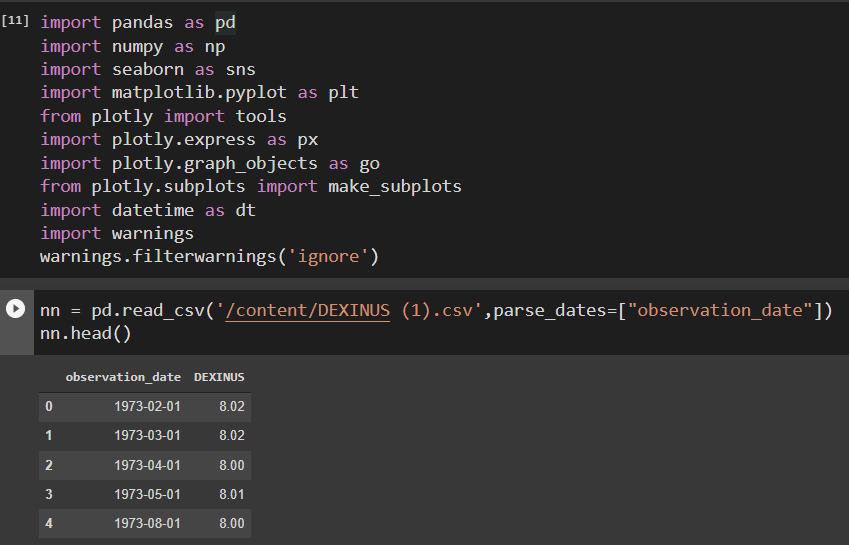 [11] import pandas as pd
import numpy as np
import seaborn as sns
import matplotlib.pyplot as plt
from plotly import tools
import plotly.express as px
import plotly.graph_objects as go
from plotly.subplots import make_subplots
import datetime as dt
import warnings
warnings.filterwarnings('ignore')
nn = pd.read_csv('/content/DEXINUS (1).csv',parse_dates=["observation_date"])
nn.head()
observation_date DEXINUS
0 1973-02-01 8.02
1 1973-03-01 8.02
2 1973-04-01 8.00
3 1973-05-01 8.01
4 1973-08-01 8.00